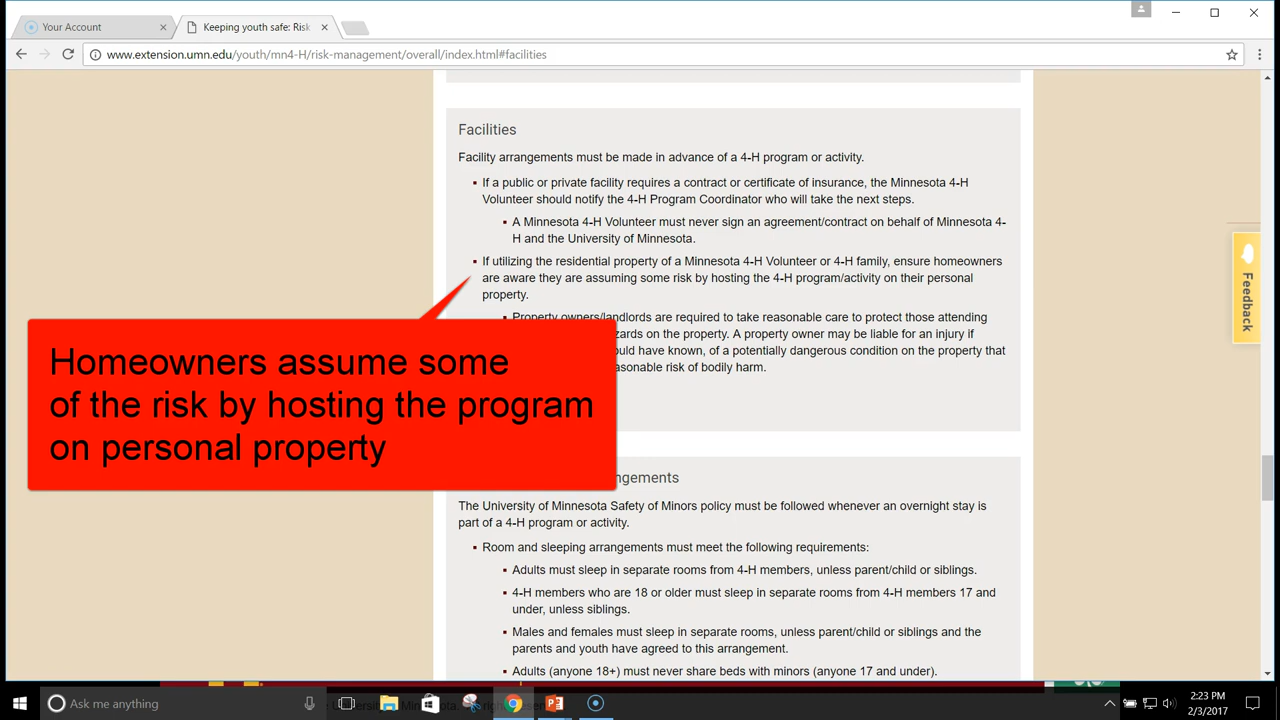 Your Account
Keeping youth safe: Risk
www.extension.umn.edu/youth/mn4-H/risk-management/overall/index.html#facilities
Facilities
Facility arrangements must be made in advance of a 4-H program or activity.
If a public or private facility requires a contract or certificate of insurance, the Minnesota 4-H
Volunteer should notify the 4-H Program Coordinator who will take the next steps.
A Minnesota 4-H Volunteer must never sign an agreement/contract on behalf of Minnesota 4-
H and the University of Minnesota.
If utilizing the residential property of a Minnesota 4-H Volunteer or 4-H family, ensure homeowners
are aware they are assuming some risk by hosting the 4-H program/activity on their personal
property.
Property owners/landlords are required to take reasonable care to protect those attending
on the property. A property owner may be liable for an injury if
have known, of a potentially dangerous condition on the property that
risk of bodily harm.
Homeowners assume some
of the risk by hosting the program
on personal property
The University of Minnesota Safety of Minors policy must be followed whenever an overnight stay is
part of a 4-H program or activity.
Room and sleeping arrangements must meet the following requirements:
Adults must sleep in separate rooms from 4-H members, unless parent/child or siblings.
4-H members who are 18 or older must sleep in separate rooms from 4-H members 17 and
under, unless siblings.
Males and females must sleep in separate rooms, unless parent/child or siblings and the
parents and youth have agreed to this arrangement.
Adults (anyone 18+) must never share beds with minors (anyone 17 and under).
Feedback
Ask me anything
2:23 PM
2/3/2017